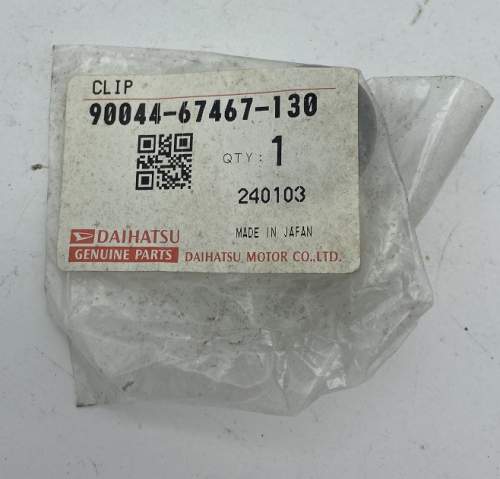 CLIP
90044-67467-130
QTY: 1
240103
MADE IN JAPAN
DAIHATSU
GENUINE PARTS DAIHATSU MOTOR CO.,LTD.